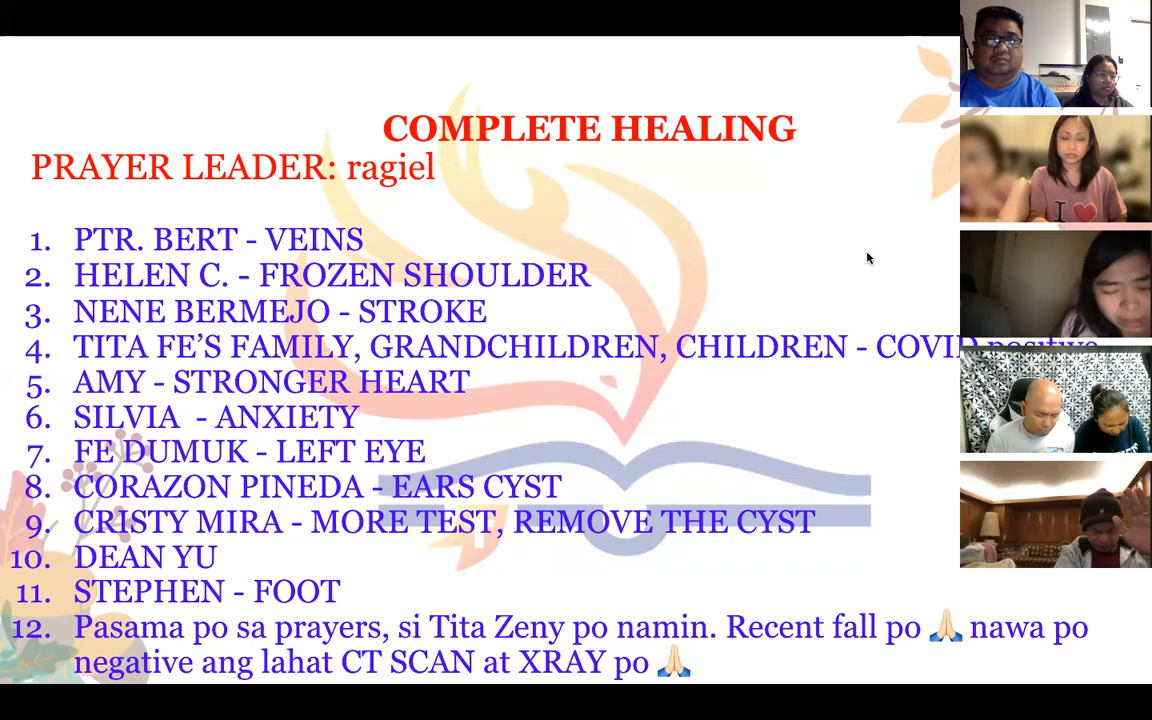 COMPLETE HEALING
PRAYER LEADER: ragiel
1. PTR. BERT - VEINS
2. HELEN C. - FROZEN SHOULDER
3. NENE BERMEJO - STROKE
4. TITA FE’S FAMILY, GRANDCHILDREN, CHILDREN - COVID positive
5. AMY - STRONGER HEART
6. SILVIA - ANXIETY
7. FE DUMUK - LEFT EYE
8. CORAZON PINEDA - EARS CYST
9. CRISTY MIRA - MORE TEST, REMOVE THE CYST
10. DEAN YU
11. STEPHEN - FOOT
12. Pasama po sa prayers, si Tita Zeny po namin. Recent fall po 🙏🏻 nawa po
negative ang lahat CT SCAN at XRAY po 🙏🏻
I ❤